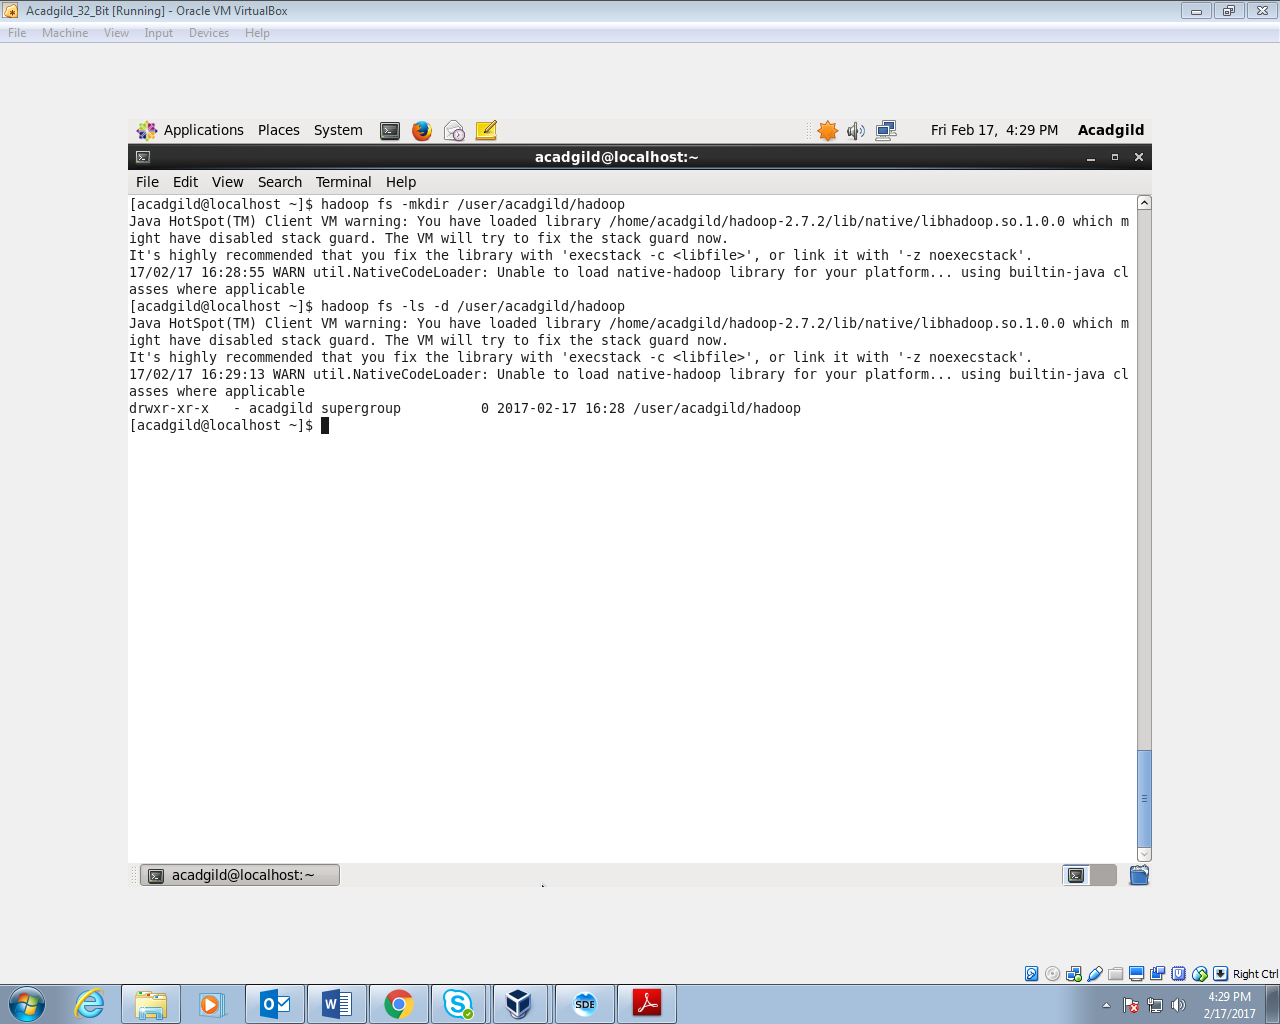 Acadgild_32_Bit [Running] - Oracle VM VirtualBox
File Machine View Input Devices Help
Applications Places System Fri Feb 17, 4:29 PM Acadgild
acadgild@localhost:~
File Edit View Search Terminal Help
[acadgild@localhost ~]$ hadoop fs -mkdir /user/acadgild/hadoop
Java HotSpot(TM) Client VM warning: You have loaded library /home/acadgild/hadoop-2.7.2/lib/native/libhadoop.so.1.0.0 which m
ight have disabled stack guard. The VM will try to fix the stack guard now.
It's highly recommended that you fix the library with 'execstack -c <libfile>', or link it with '-z noexecstack'.
17/02/17 16:28:55 WARN util.NativeCodeLoader: Unable to load native-hadoop library for your platform... using builtin-java cl
asses where applicable
[acadgild@localhost ~]$ hadoop fs -ls -d /user/acadgild/hadoop
Java HotSpot(TM) Client VM warning: You have loaded library /home/acadgild/hadoop-2.7.2/lib/native/libhadoop.so.1.0.0 which m
ight have disabled stack guard. The VM will try to fix the stack guard now.
It's highly recommended that you fix the library with 'execstack -c <libfile>', or link it with '-z noexecstack'.
17/02/17 16:29:13 WARN util.NativeCodeLoader: Unable to load native-hadoop library for your platform... using builtin-java cl
asses where applicable
drwxr-xr-x   - acadgild supergroup          0 2017-02-17 16:28 /user/acadgild/hadoop
[acadgild@localhost ~]$
acadgild@localhost:~
Right Ctrl
SDE
4:29 PM
2/17/2017